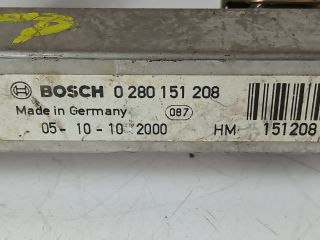 BOSCH 0 280 151 208
Made in Germany 087
05- 10- 10 2000 HM 151208